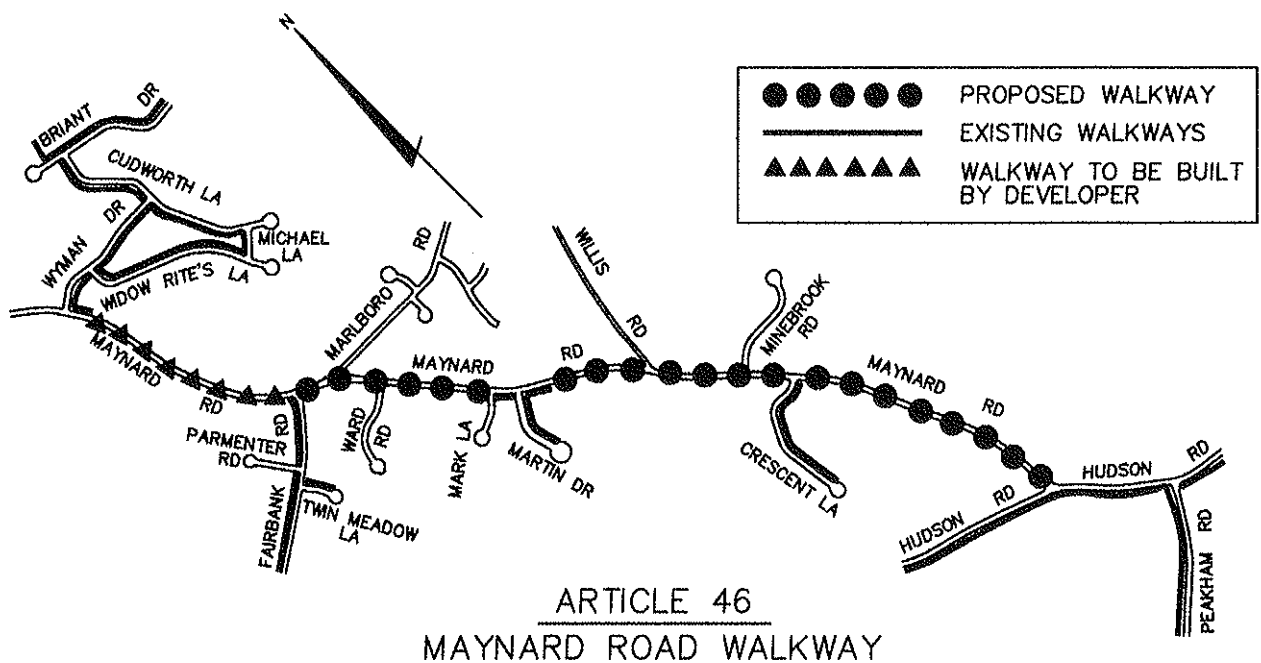 N
PROPOSED WALKWAY
EXISTING WALKWAYS
WALKWAY TO BE BUILT
BY DEVELOPER
BRIANT DR
CUDWORTH LA
WYMAN DR
MICHAEL
LA
WIDOW RITE'S LA
MAYNARD RD
MARLBORO RD
WILLIS RD
MINEBROOK
RD
MAYNARD RD
MAYNARD RD
PARMENTER
RD
FAIRBANK RD
TWIN MEADOW
LA
WARD
RD
MARK LA
MARTIN DR
CRESCENT LA
HUDSON RD
HUDSON RD
PEAKHAM RD
ARTICLE 46
MAYNARD ROAD WALKWAY